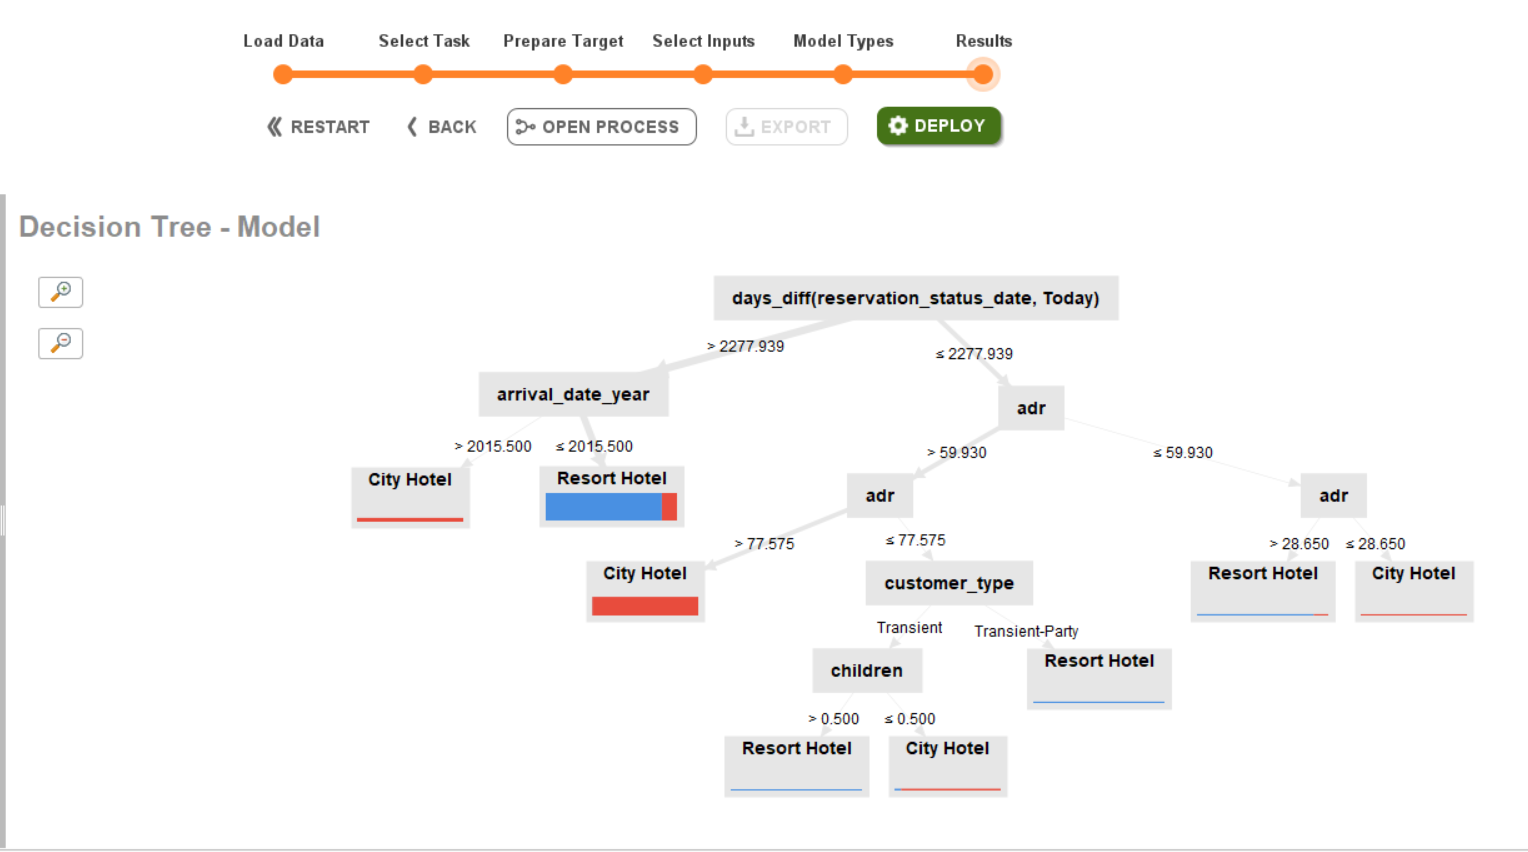 Load Data Select Task Prepare Target Select Inputs Model Types Results
RESTART BACK OPEN PROCESS EXPORT DEPLOY
Decision Tree - Model
days_diff(reservation_status_date, Today)
> 2277.939 ≤ 2277.939
arrival_date_year adr
> 2015.500 ≤ 2015.500 > 59.930 ≤ 59.930
City Hotel Resort Hotel adr adr
> 77.575 ≤ 77.575 > 28.650 ≤ 28.650
City Hotel customer_type Resort Hotel City Hotel
Transient Transient-Party
children Resort Hotel
> 0.500 ≤ 0.500
Resort Hotel City Hotel